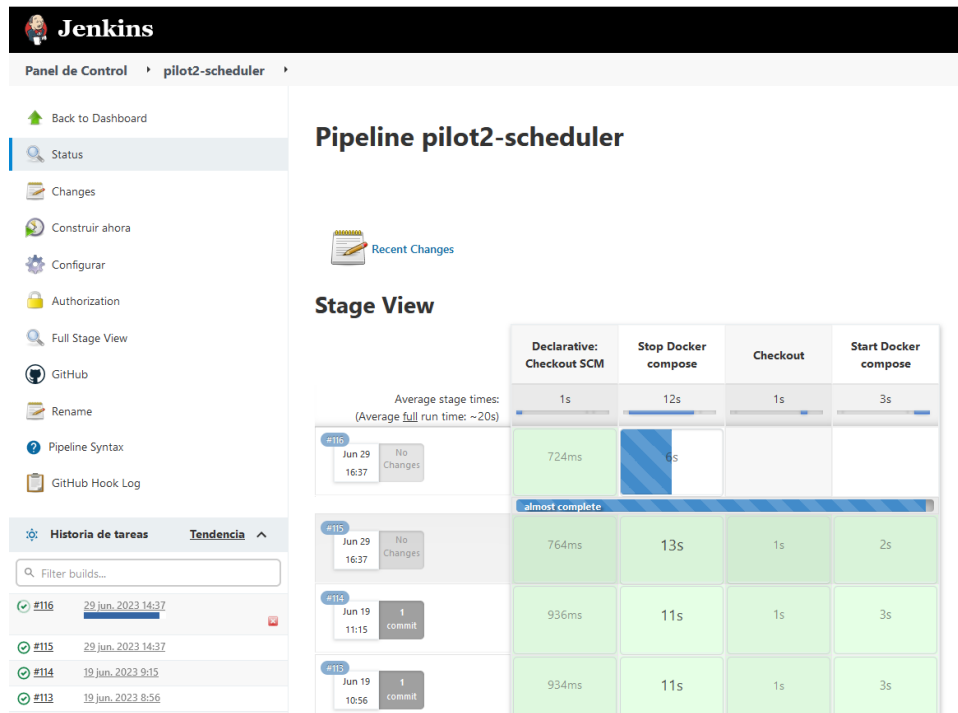 Jenkins
Panel de Control
pilot2-scheduler
Back to Dashboard
Status
Changes
Construir ahora
Configurar
Authorization
Full Stage View
GitHub
Rename
Pipeline Syntax
GitHub Hook Log
Historia de tareas Tendencia
Filter builds...
#116 29 jun. 2023 14:37
#115 29 jun. 2023 14:37
#114 19 jun. 2023 9:15
#113 19 jun. 2023 8:56
Pipeline pilot2-scheduler
Recent Changes
Stage View
Declarative: Stop Docker Checkout Start Docker
Checkout SCM compose compose
Average stage times: 1s 12s 1s 3s
(Average full run time: ~20s)
#116
Jun 29 No
16:37 Changes
724ms 6s
almost complete
#115
Jun 29 No
16:37 Changes
764ms 13s 1s 2s
#114
Jun 19 1
11:15 commit
936ms 11s 1s 3s
#113
Jun 19 1
10:56 commit
934ms 11s 1s 3s